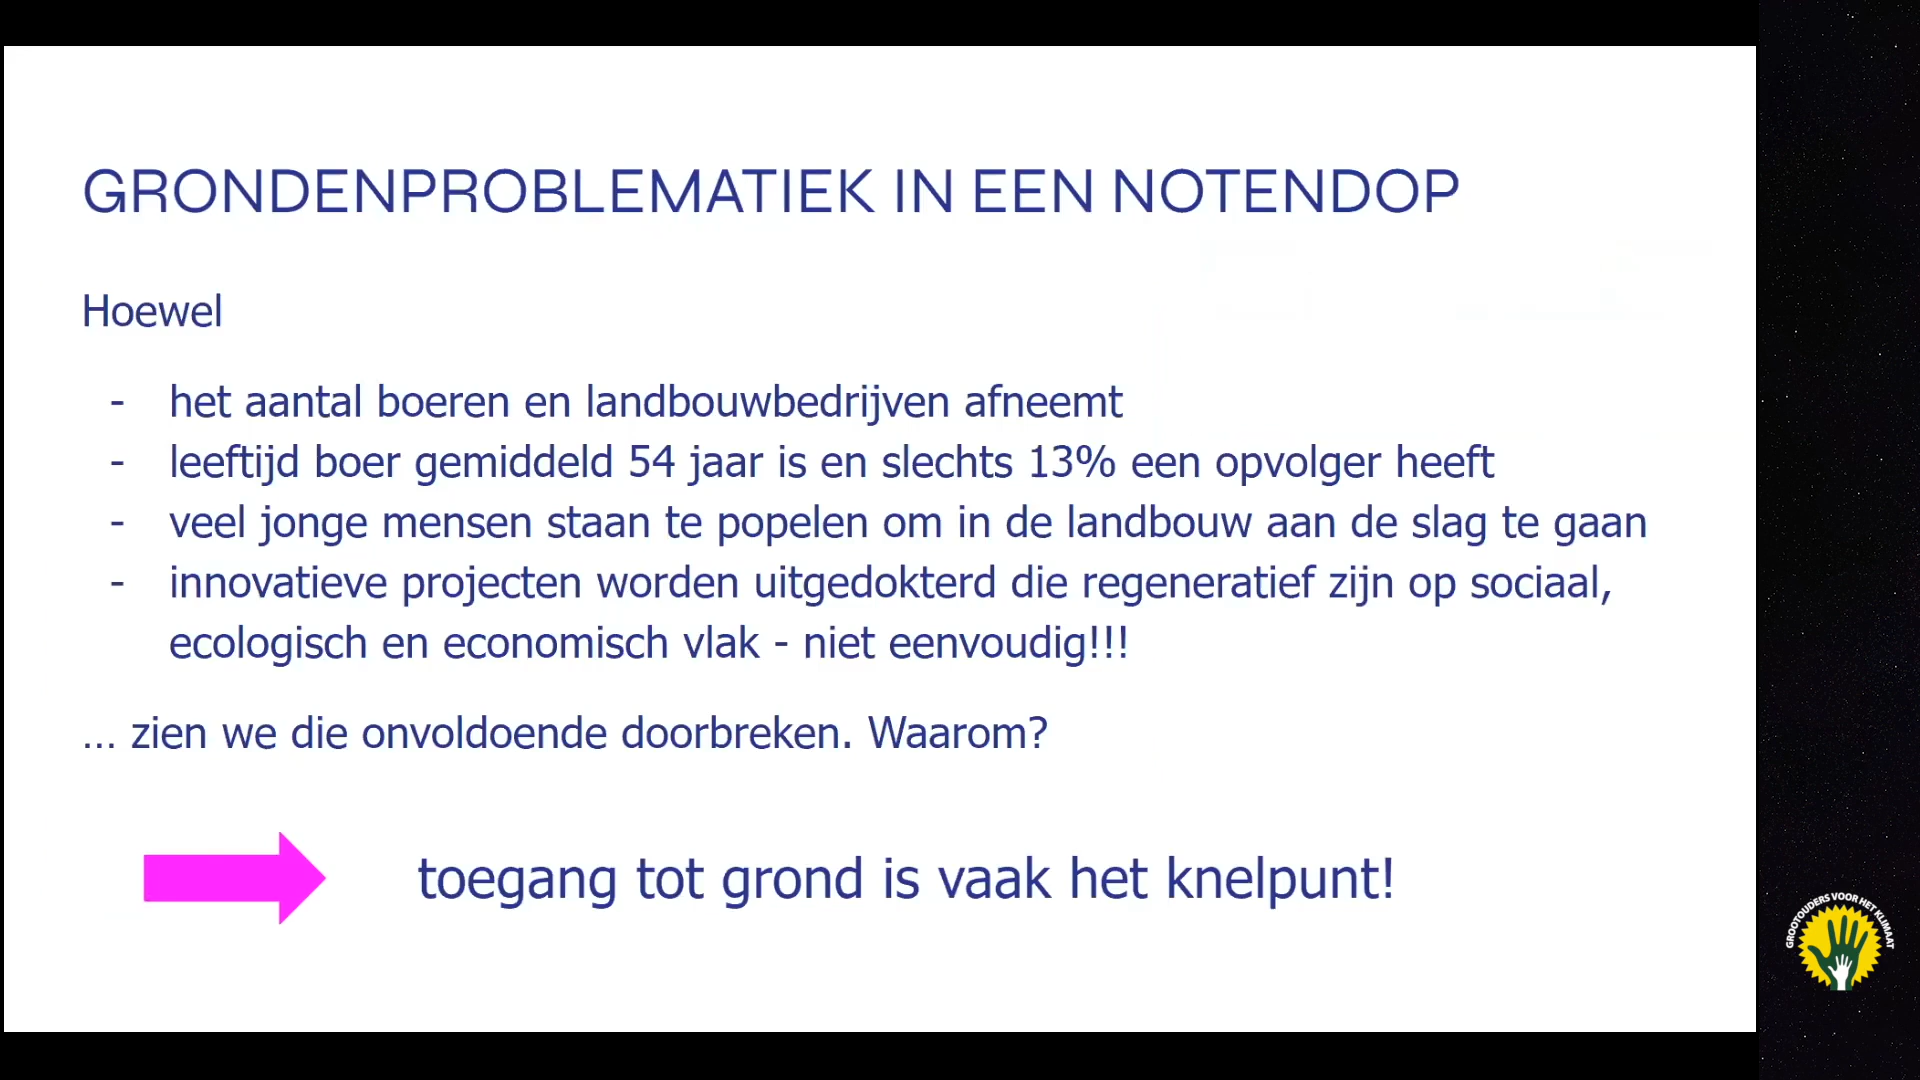 GRONDENPROBLEMATIEK IN EEN NOTENDOP
Hoewel
- het aantal boeren en landbouwbedrijven afneemt
- leeftijd boer gemiddeld 54 jaar is en slechts 13% een opvolger heeft
- veel jonge mensen staan te popelen om in de landbouw aan de slag te gaan
- innovatieve projecten worden uitgedokterd die regeneratief zijn op sociaal,
ecologisch en economisch vlak - niet eenvoudig!!!
... zien we die onvoldoende doorbreken. Waarom?
toegang tot grond is vaak het knelpunt!
GROOTOUDERS VOOR HET KLIMAAT